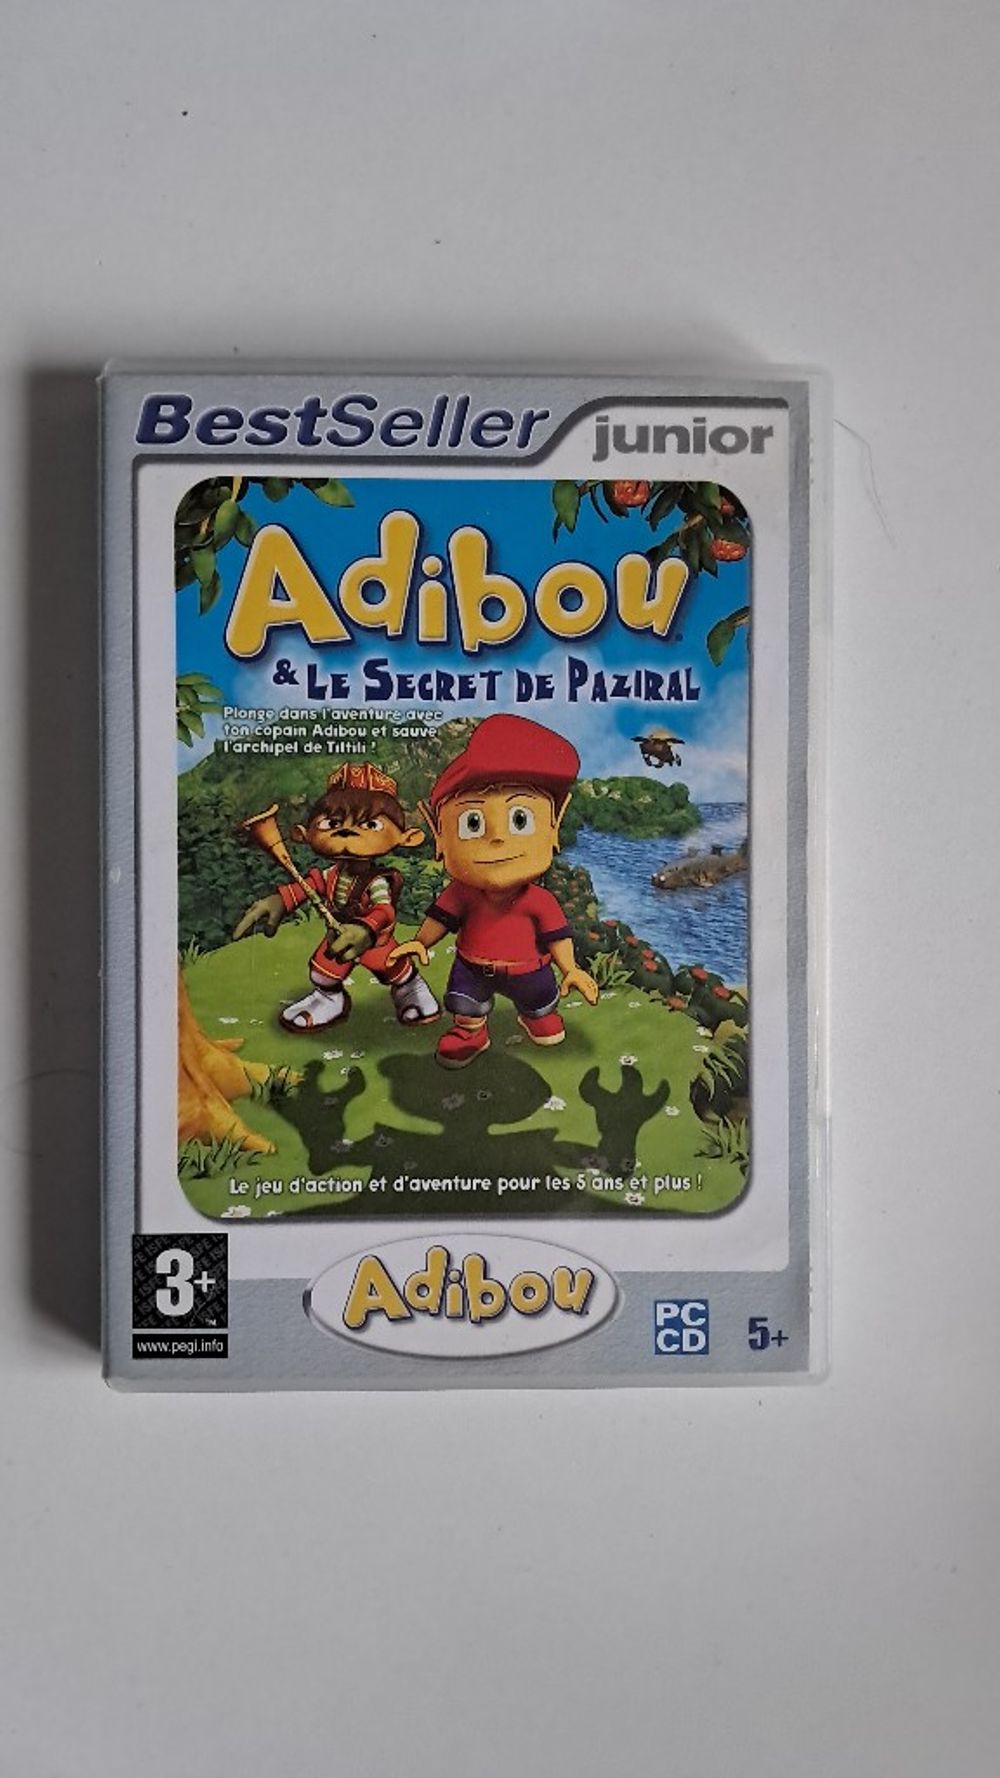 BestSeller junior
Adibou
& LE SECRET DE PAZIRAL
Plonge dans l'aventure avec
ton copain Adibou et sauve
l'archipel de Tiltili !
Le jeu d'action et d'aventure pour les 5 ans et plus !
3+
www.pegi.info
Adibou
PC
CD
5+